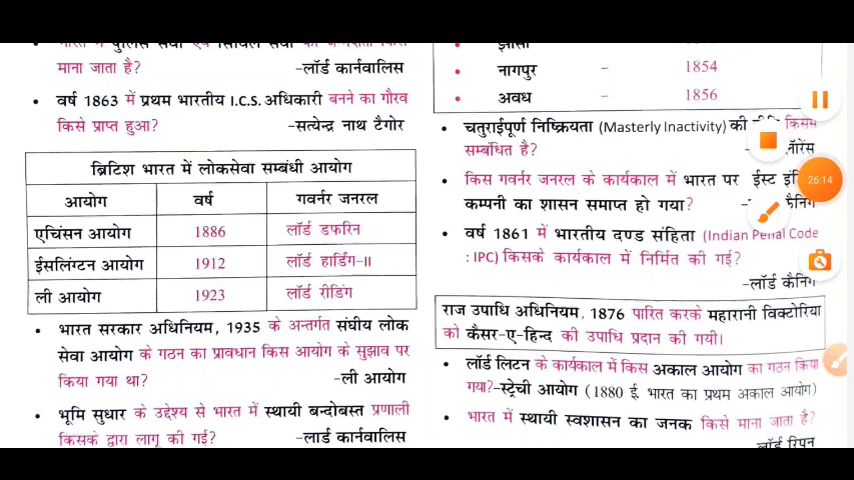 माना जाता है? -लॉर्ड कार्नवालिस
• वर्ष 1863 में प्रथम भारतीय I.C.S. अधिकारी बनने का गौरव
किसे प्राप्त हुआ? -सत्येन्द्र नाथ टैगोर
ब्रिटिश भारत में लोकसेवा सम्बंधी आयोग
आयोग वर्ष गवर्नर जनरल
एचिंसन आयोग 1886 लॉर्ड डफरिन
ईसलिंग्टन आयोग 1912 लॉर्ड हार्डिंग-II
ली आयोग 1923 लॉर्ड रीडिंग
• भारत सरकार अधिनियम, 1935 के अन्तर्गत संघीय लोक
सेवा आयोग के गठन का प्रावधान किस आयोग के सुझाव पर
किया गया था? -ली आयोग
• भूमि सुधार के उद्देश्य से भारत में स्थायी बन्दोबस्त प्रणाली
किसके द्वारा लागू की गई? -लार्ड कार्नवालिस
• झांसी
• नागपुर – 1854
• अवध – 1856
• चतुराईपूर्ण निष्क्रियता (Masterly Inactivity) की किससे
सम्बंधित है?
• किस गवर्नर जनरल के कार्यकाल में भारत पर ईस्ट
कम्पनी का शासन समाप्त हो गया? कैनिंग
• वर्ष 1861 में भारतीय दण्ड संहिता (Indian Penal Code
: IPC) किसके कार्यकाल में निर्मित की गई?
-लॉर्ड कैनिंग
राज उपाधि अधिनियम, 1876 पारित करके महारानी विक्टोरिया
को कैसर-ए-हिन्द की उपाधि प्रदान की गयी।
• लॉर्ड लिटन के कार्यकाल में किस अकाल आयोग का गठन किया
गया? -स्ट्रेची आयोग (1880 ई. भारत का प्रथम अकाल आयोग)
• भारत में स्थायी स्वशासन का जनक किसे माना जाता है?
लॉर्ड रिपन
26:14